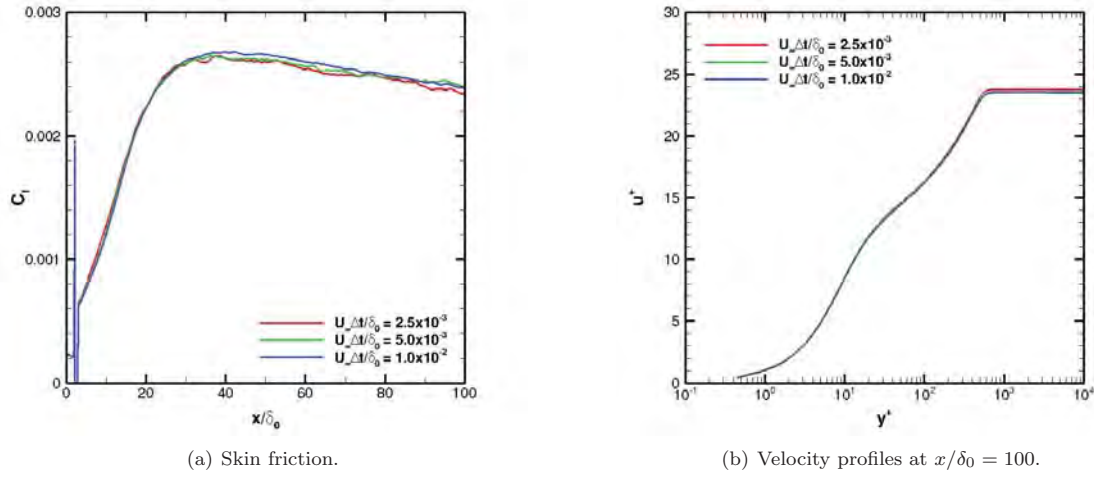 0.003
0.002
0.001
0
C_f
U_∞Δt/δ_0 = 2.5x10^-3
U_∞Δt/δ_0 = 5.0x10^-3
U_∞Δt/δ_0 = 1.0x10^-2
0 20 40 60 80 100
x/δ_0
(a) Skin friction.
30
25
20
15
10
5
0
u^+
U_∞Δt/δ_0 = 2.5x10^-3
U_∞Δt/δ_0 = 5.0x10^-3
U_∞Δt/δ_0 = 1.0x10^-2
10^-1 10^0 10^1 10^2 10^3 10^4
y^+
(b) Velocity profiles at x/δ_0 = 100.